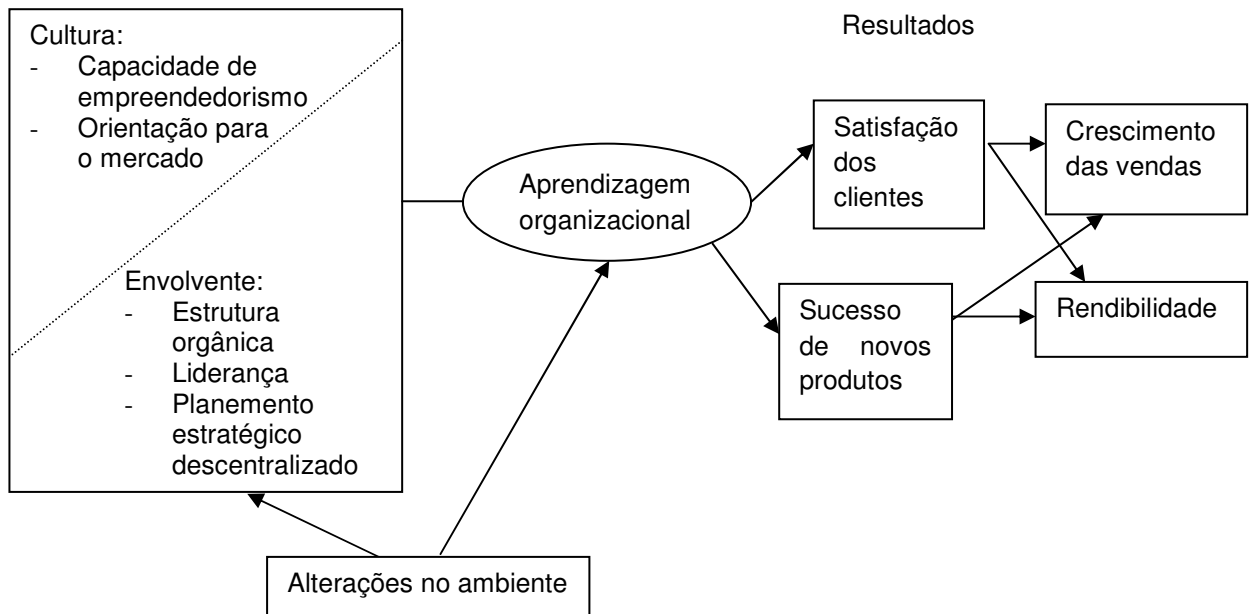 Cultura:
- Capacidade de
empreendedorismo
- Orientação para
o mercado
Envolvente:
- Estrutura
orgânica
- Liderança
- Planemento
estratégico
descentralizado
Alterações no ambiente
Aprendizagem
organizacional
Resultados
Satisfação
dos
clientes
Sucesso
de novos
produtos
Crescimento
das vendas
Rendibilidade